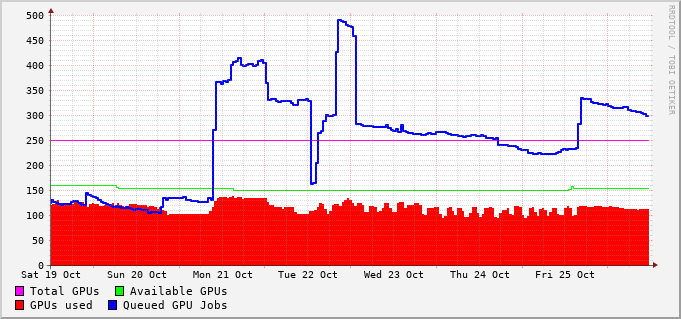 500
450
400
350
300
250
200
150
100
50
0
Sat 19 Oct Sun 20 Oct Mon 21 Oct Tue 22 Oct Wed 23 Oct Thu 24 Oct Fri 25 Oct
Total GPUs Available GPUs
GPUs used Queued GPU Jobs
RRDTOOL / TOBI OETIKER